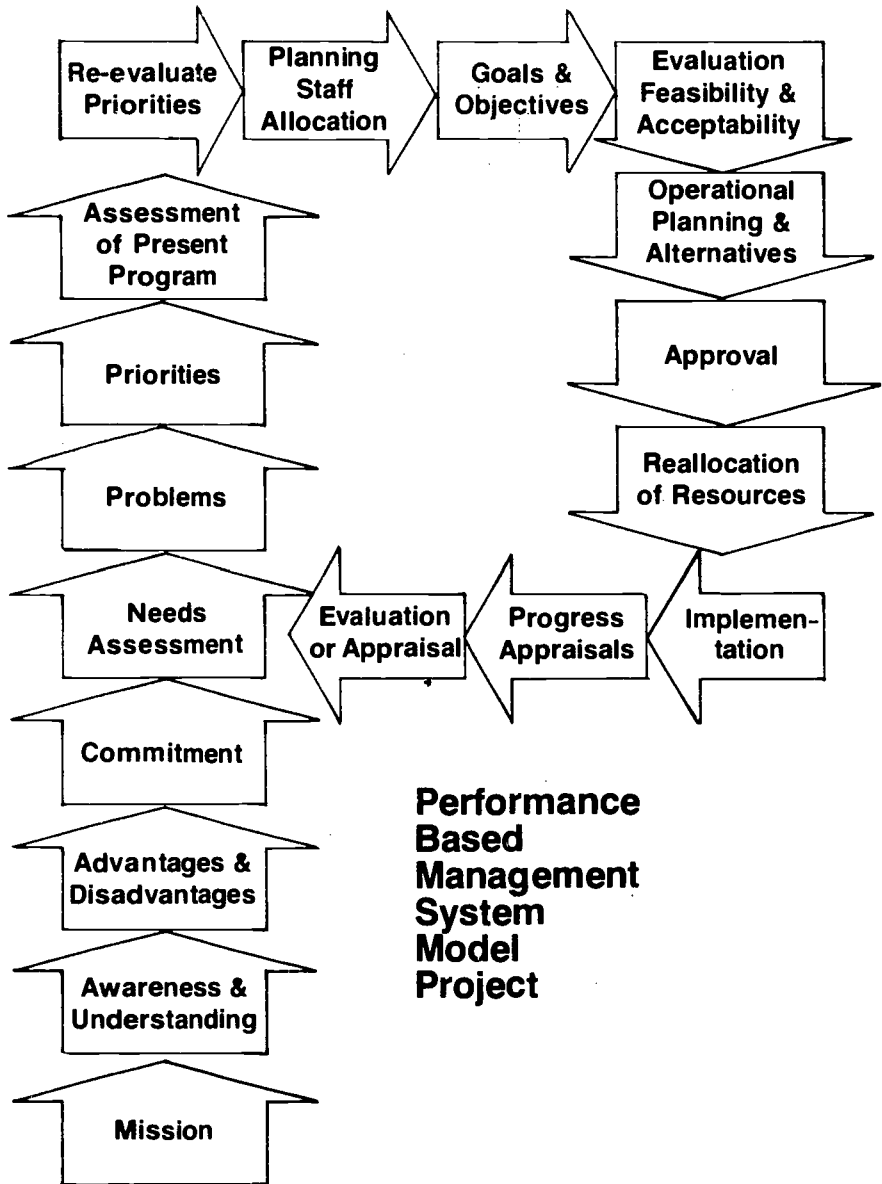 Re-evaluate
Priorities
Planning
Staff
Allocation
Goals &
Objectives
Evaluation
Feasibility &
Acceptability
Assessment
of Present
Program
Operational
Planning &
Alternatives
Priorities
Approval
Problems
Reallocation
of Resources
Needs
Assessment
Evaluation
or Appraisal
Progress
Appraisals
Implemen-
tation
Commitment
Advantages &
Disadvantages
Awareness &
Understanding
Mission
Performance
Based
Management
System
Model
Project